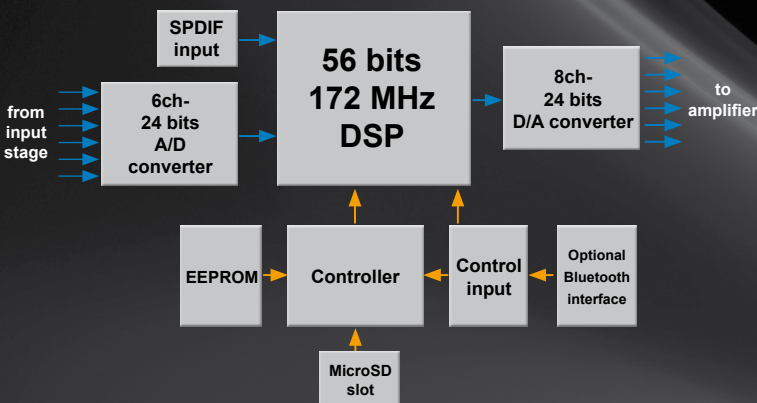 SPDIF
input
56 bits
172 MHz
DSP
8ch-
24 bits
D/A converter
to
amplifier
from
input
stage
6ch-
24 bits
A/D
converter
EEPROM
Controller
Control
input
Optional
Bluetooth
interface
MicroSD
slot